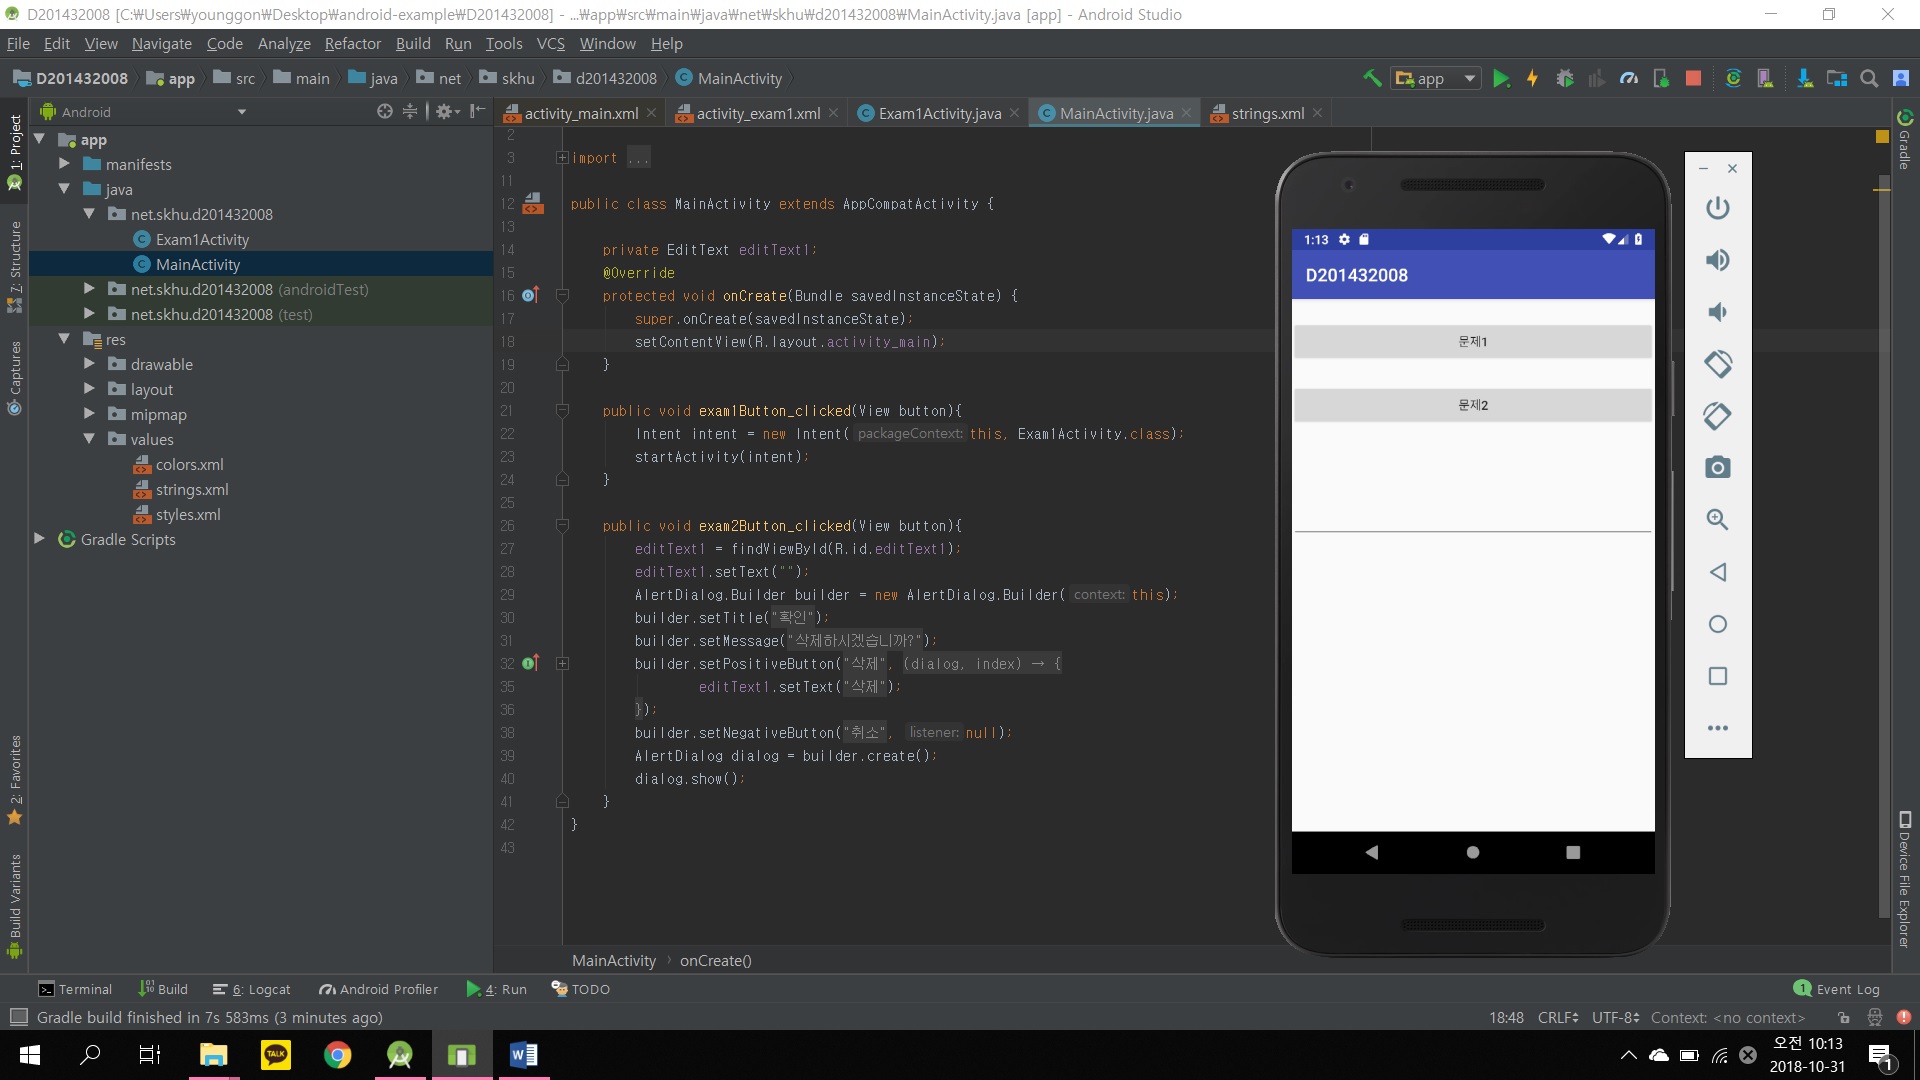 D201432008 [C:₩Users₩younggon₩Desktop₩android-example₩D201432008] - ...₩app₩src₩main₩java₩net₩skhu₩d201432008₩MainActivity.java [app] - Android Studio
File Edit View Navigate Code Analyze Refactor Build Run Tools VCS Window Help
D201432008 app src main java net skhu d201432008 MainActivity
app
Android
activity_main.xml activity_exam1.xml Exam1Activity.java MainActivity.java strings.xml
1: Project
7: Structure
Captures
2: Favorites
Build Variants
app
manifests
java
net.skhu.d201432008
Exam1Activity
MainActivity
net.skhu.d201432008 (androidTest)
net.skhu.d201432008 (test)
res
drawable
layout
mipmap
values
colors.xml
strings.xml
styles.xml
Gradle Scripts
2
3 import ...
11
12 public class MainActivity extends AppCompatActivity {
13
14 private EditText editText1;
15 @Override
16 protected void onCreate(Bundle savedInstanceState) {
17 super.onCreate(savedInstanceState);
18 setContentView(R.layout.activity_main);
19 }
20
21 public void exam1Button_clicked(View button){
22 Intent intent = new Intent( packageContext: this, Exam1Activity.class);
23 startActivity(intent);
24 }
25
26 public void exam2Button_clicked(View button){
27 editText1 = findViewById(R.id.editText1);
28 editText1.setText("");
29 AlertDialog.Builder builder = new AlertDialog.Builder( context: this);
30 builder.setTitle("확인");
31 builder.setMessage("삭제하시겠습니까?");
32 builder.setPositiveButton("삭제", (dialog, index) → {
35 editText1.setText("삭제");
36 });
38 builder.setNegativeButton("취소", listener: null);
39 AlertDialog dialog = builder.create();
40 dialog.show();
41 }
42 }
43
MainActivity onCreate()
1:13
D201432008
문제1
문제2
Gradle
Device File Explorer
Terminal Build 6: Logcat Android Profiler 4: Run TODO 1 Event Log
Gradle build finished in 7s 583ms (3 minutes ago) 18:48 CRLF UTF-8 Context: <no context>
TALK
오전 10:13
2018-10-31
1